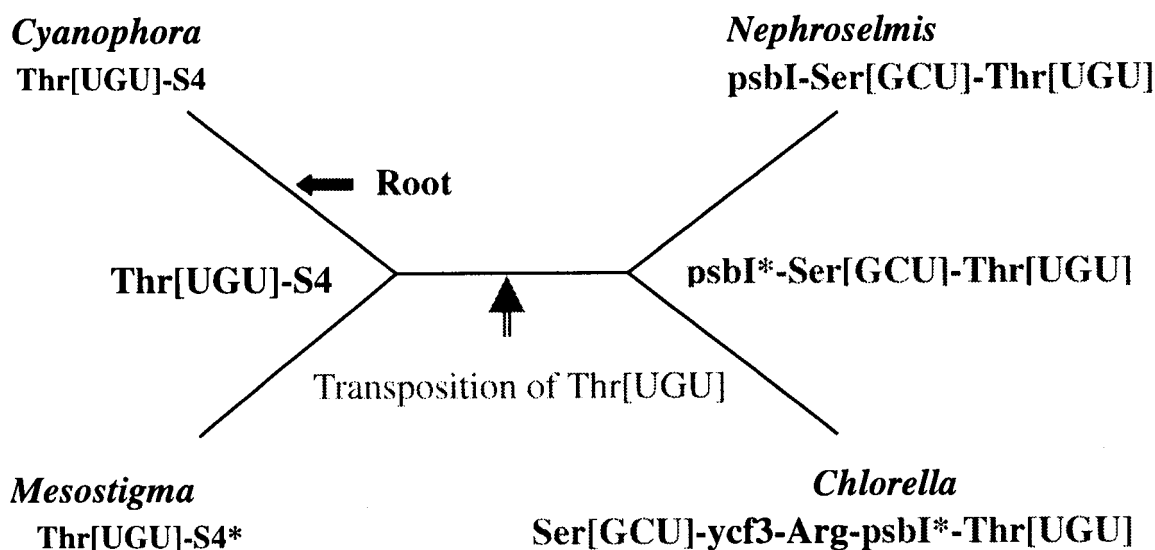 Cyanophora
Thr[UGU]-S4
Nephroselmis
psbI-Ser[GCU]-Thr[UGU]
Root
Thr[UGU]-S4
psbI*-Ser[GCU]-Thr[UGU]
Transposition of Thr[UGU]
Mesostigma
Thr[UGU]-S4*
Chlorella
Ser[GCU]-ycf3-Arg-psbI*-Thr[UGU]